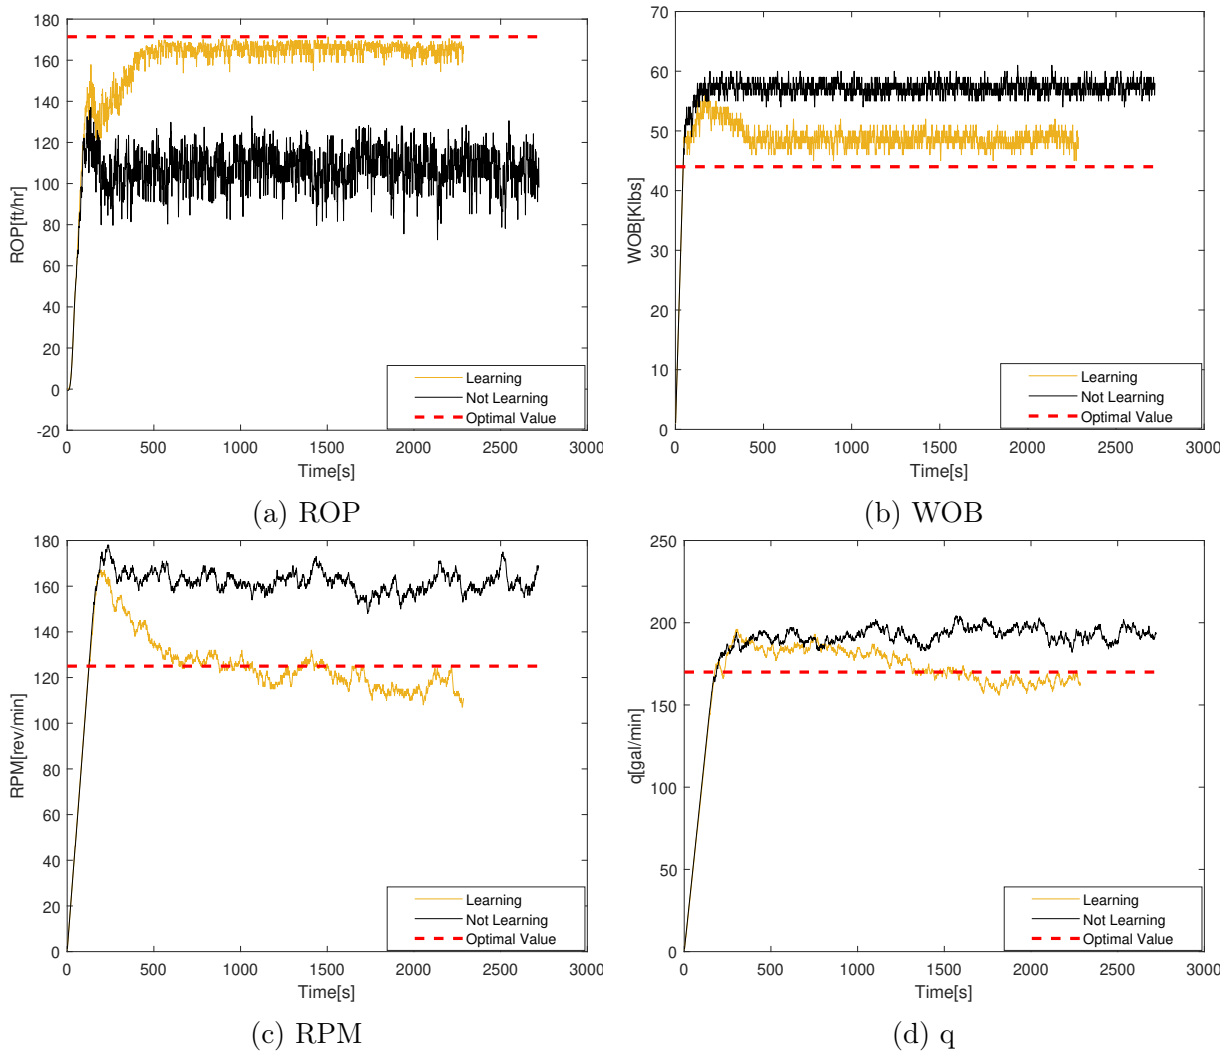 ROP[ft/hr]
180
160
140
120
100
80
60
40
20
0
-20
0 500 1000 1500 2000 2500 3000
Time[s]
Learning
Not Learning
Optimal Value
(a) ROP
WOB[Klbs]
70
60
50
40
30
20
10
0
0 500 1000 1500 2000 2500 3000
Time[s]
Learning
Not Learning
Optimal Value
(b) WOB
RPM[rev/min]
180
160
140
120
100
80
60
40
20
0
0 500 1000 1500 2000 2500 3000
Time[s]
Learning
Not Learning
Optimal Value
(c) RPM
q[gal/min]
250
200
150
100
50
0
0 500 1000 1500 2000 2500 3000
Time[s]
Learning
Not Learning
Optimal Value
(d) q